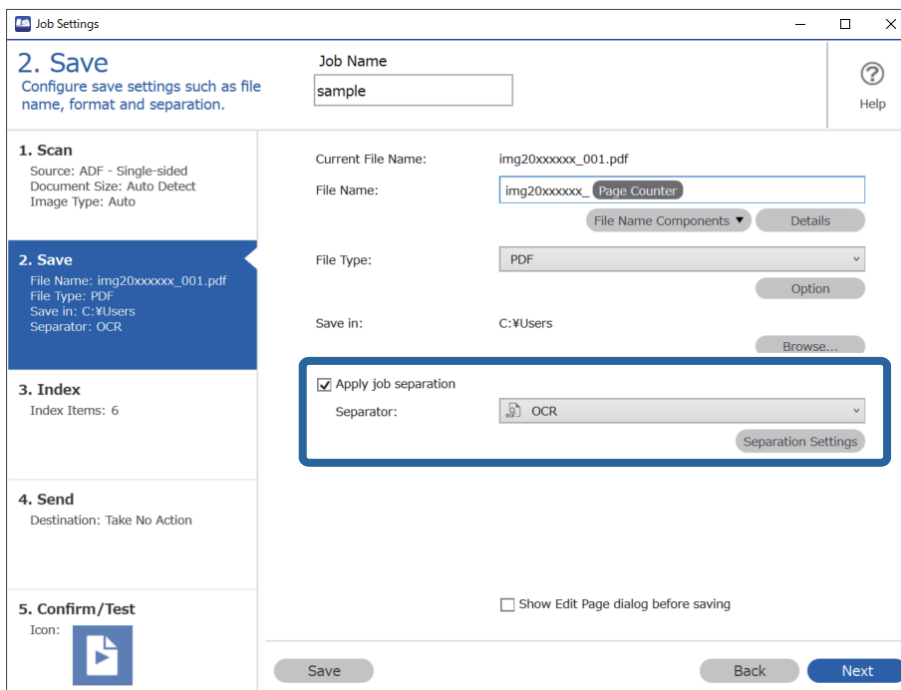 Job Settings
2. Save
Configure save settings such as file
name, format and separation.
Job Name
sample
Help
1. Scan
Source: ADF - Single-sided
Document Size: Auto Detect
Image Type: Auto
2. Save
File Name: img20xxxxxx_001.pdf
File Type: PDF
Save in: C:¥Users
Separator: OCR
3. Index
Index Items: 6
4. Send
Destination: Take No Action
5. Confirm/Test
Icon:
Current File Name: img20xxxxxx_001.pdf
File Name: img20xxxxxx_ Page Counter
File Name Components ▼ Details
File Type: PDF
Option
Save in: C:¥Users
Browse...
Apply job separation
Separator: OCR
Separation Settings
Show Edit Page dialog before saving
Save Back Next